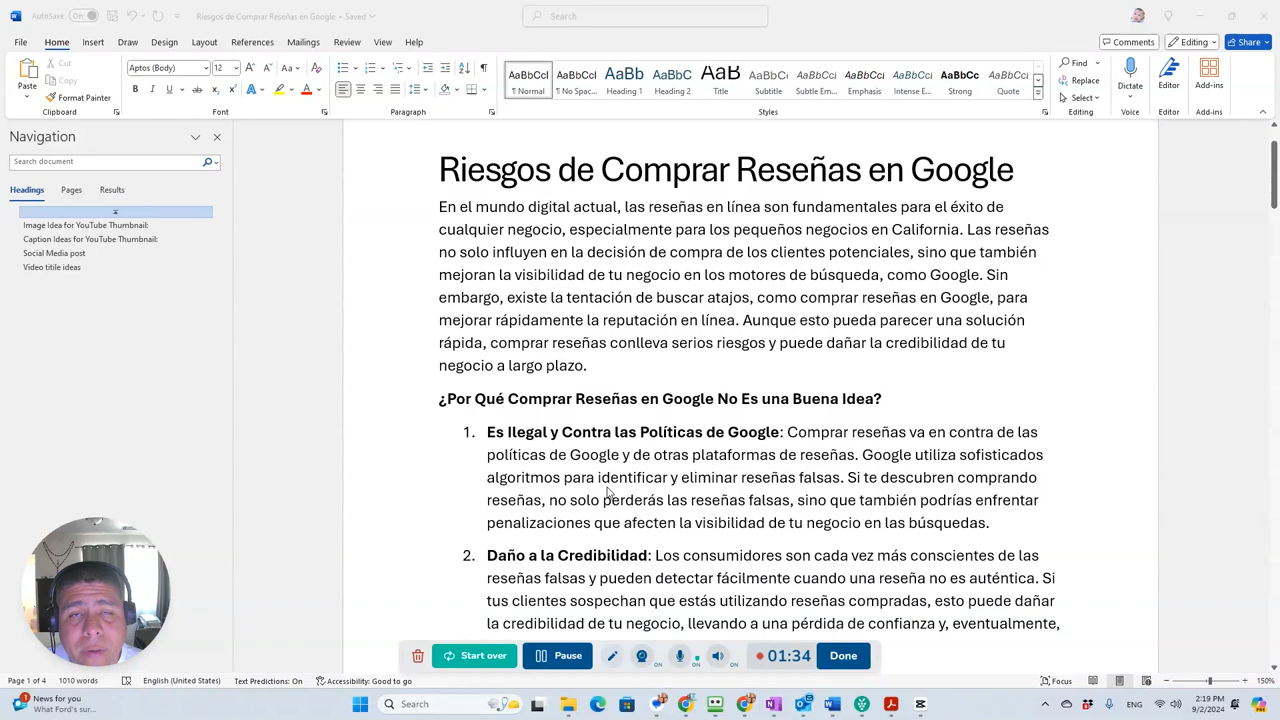 AutoSave On Riesgos de Comprar Reseñas en Google • Saved Search
File Home Insert Draw Design Layout References Mailings Review View Help Comments Editing Share
Paste Cut Copy Format Painter Aptos (Body) 12
AaBbCcI AaBbCcI AaBb AaBbC AaB AaBbCcI AaBbCcI AaBbCcI AaBbCcI AaBbCc AaBbCcI
¶ Normal ¶ No Spac... Heading 1 Heading 2 Title Subtitle Subtle Em... Emphasis Intense E... Strong Quote
Find Replace Select Dictate Editor Add-ins
Clipboard Font Paragraph Styles Editing Voice Editor Add-ins
Navigation
Search document
Headings Pages Results
Image Idea for YouTube Thumbnail:
Caption Ideas for YouTube Thumbnail:
Social Media post
Video titile ideas
Riesgos de Comprar Reseñas en Google
En el mundo digital actual, las reseñas en línea son fundamentales para el éxito de
cualquier negocio, especialmente para los pequeños negocios en California. Las reseñas
no solo influyen en la decisión de compra de los clientes potenciales, sino que también
mejoran la visibilidad de tu negocio en los motores de búsqueda, como Google. Sin
embargo, existe la tentación de buscar atajos, como comprar reseñas en Google, para
mejorar rápidamente la reputación en línea. Aunque esto pueda parecer una solución
rápida, comprar reseñas conlleva serios riesgos y puede dañar la credibilidad de tu
negocio a largo plazo.
¿Por Qué Comprar Reseñas en Google No Es una Buena Idea?
1. Es Ilegal y Contra las Políticas de Google: Comprar reseñas va en contra de las
políticas de Google y de otras plataformas de reseñas. Google utiliza sofisticados
algoritmos para identificar y eliminar reseñas falsas. Si te descubren comprando
reseñas, no solo perderás las reseñas falsas, sino que también podrías enfrentar
penalizaciones que afecten la visibilidad de tu negocio en las búsquedas.
2. Daño a la Credibilidad: Los consumidores son cada vez más conscientes de las
reseñas falsas y pueden detectar fácilmente cuando una reseña no es auténtica. Si
tus clientes sospechan que estás utilizando reseñas compradas, esto puede dañar
la credibilidad de tu negocio, llevando a una pérdida de confianza y, eventualmente,
Start over Pause ON ON ON 01:34 Done
Page 1 of 4 1010 words English (United States) Text Predictions: On Accessibility: Good to go Focus 150%
News for you
What Ford's sur...
Search
ENG
2:19 PM
9/2/2024